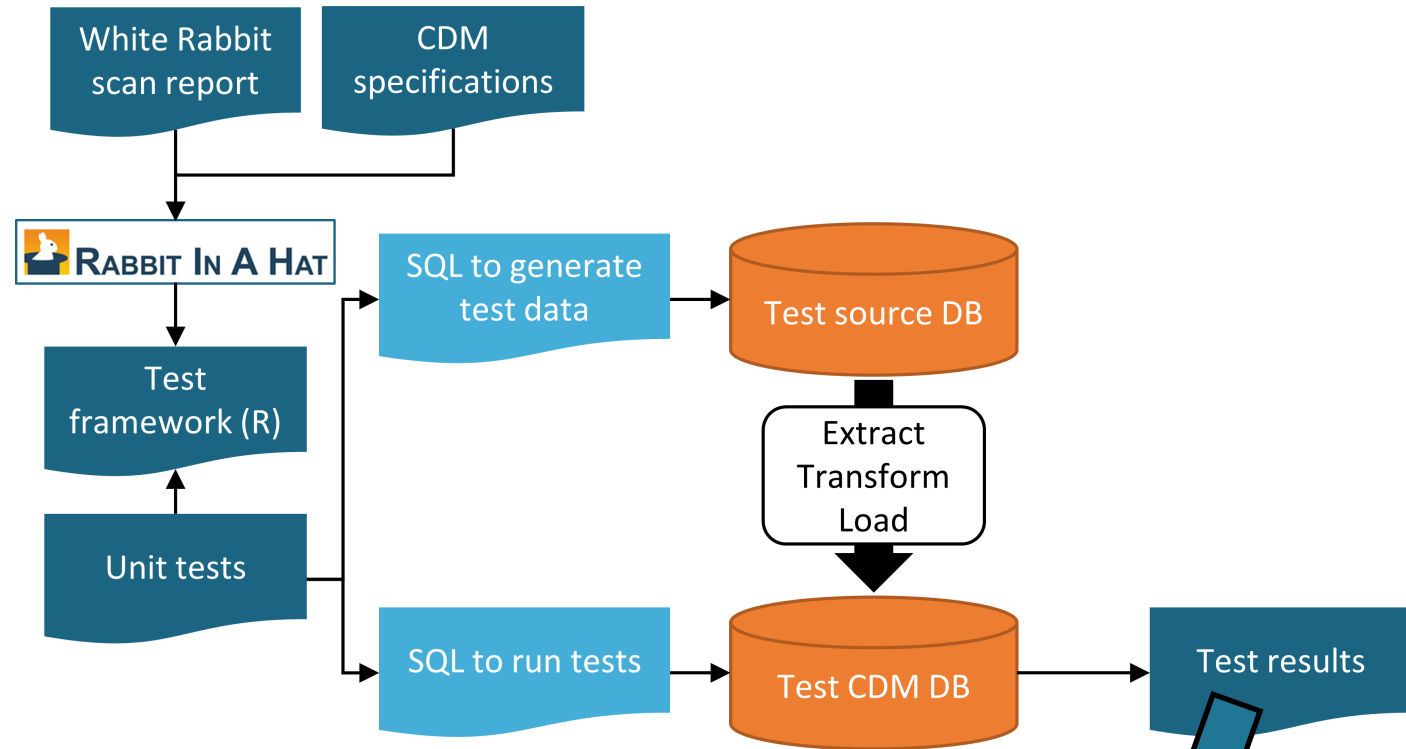 White Rabbit
scan report
CDM
specifications
RABBIT IN A HAT
SQL to generate
test data
Test source DB
Test
framework (R)
Extract
Transform
Load
Unit tests
SQL to run tests
Test CDM DB
Test results